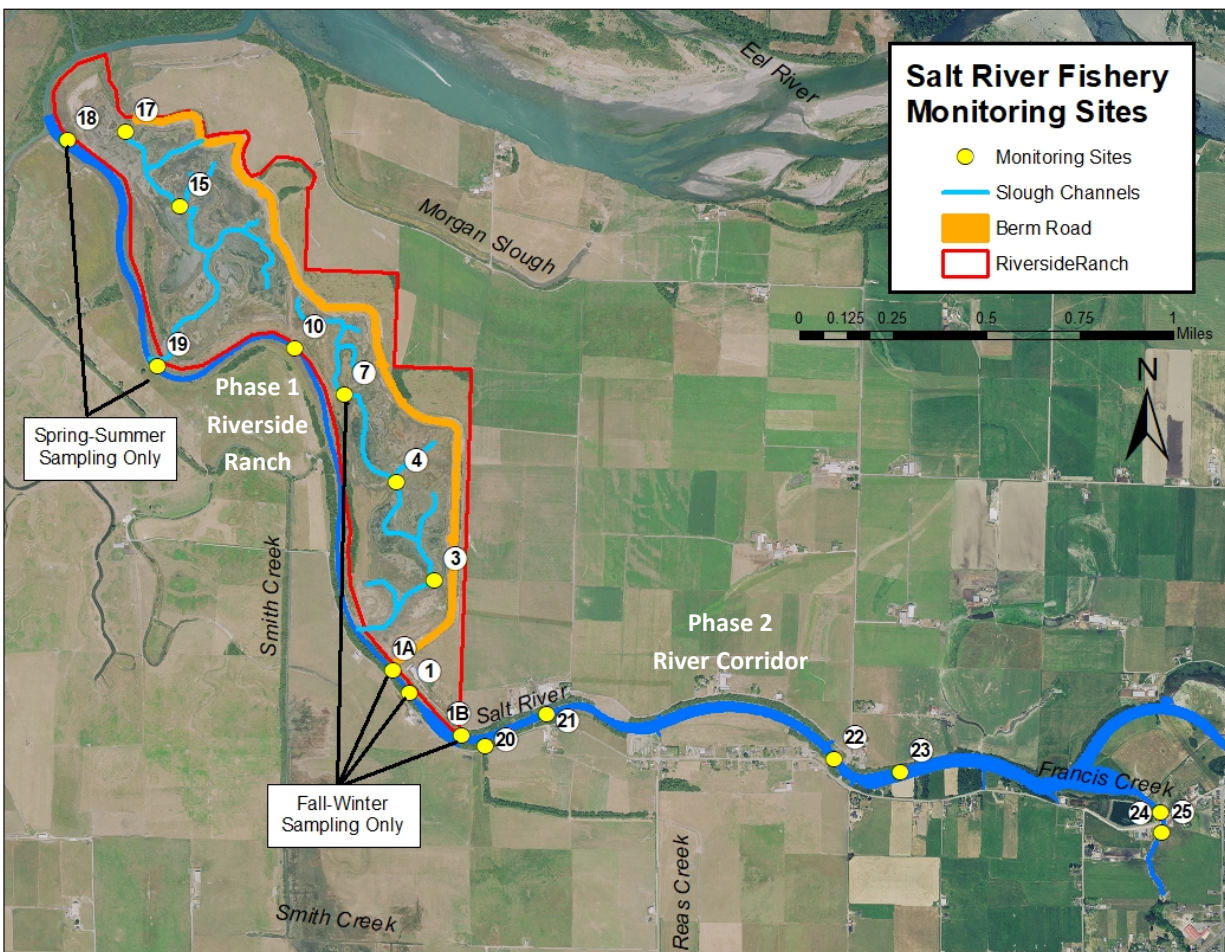 Salt River Fishery
Monitoring Sites
Monitoring Sites
Slough Channels
Berm Road
RiversideRanch
0 0.125 0.25 0.5 0.75 1
Miles
N
Eel River
Morgan Slough
18
17
15
19
10
7
4
3
1A
1
1B
20
21
22
23
24
25
Phase 1
Riverside
Ranch
Spring-Summer
Sampling Only
Smith Creek
Phase 2
River Corridor
Salt River
Francis Creek
Fall-Winter
Sampling Only
Reas Creek
Smith Creek